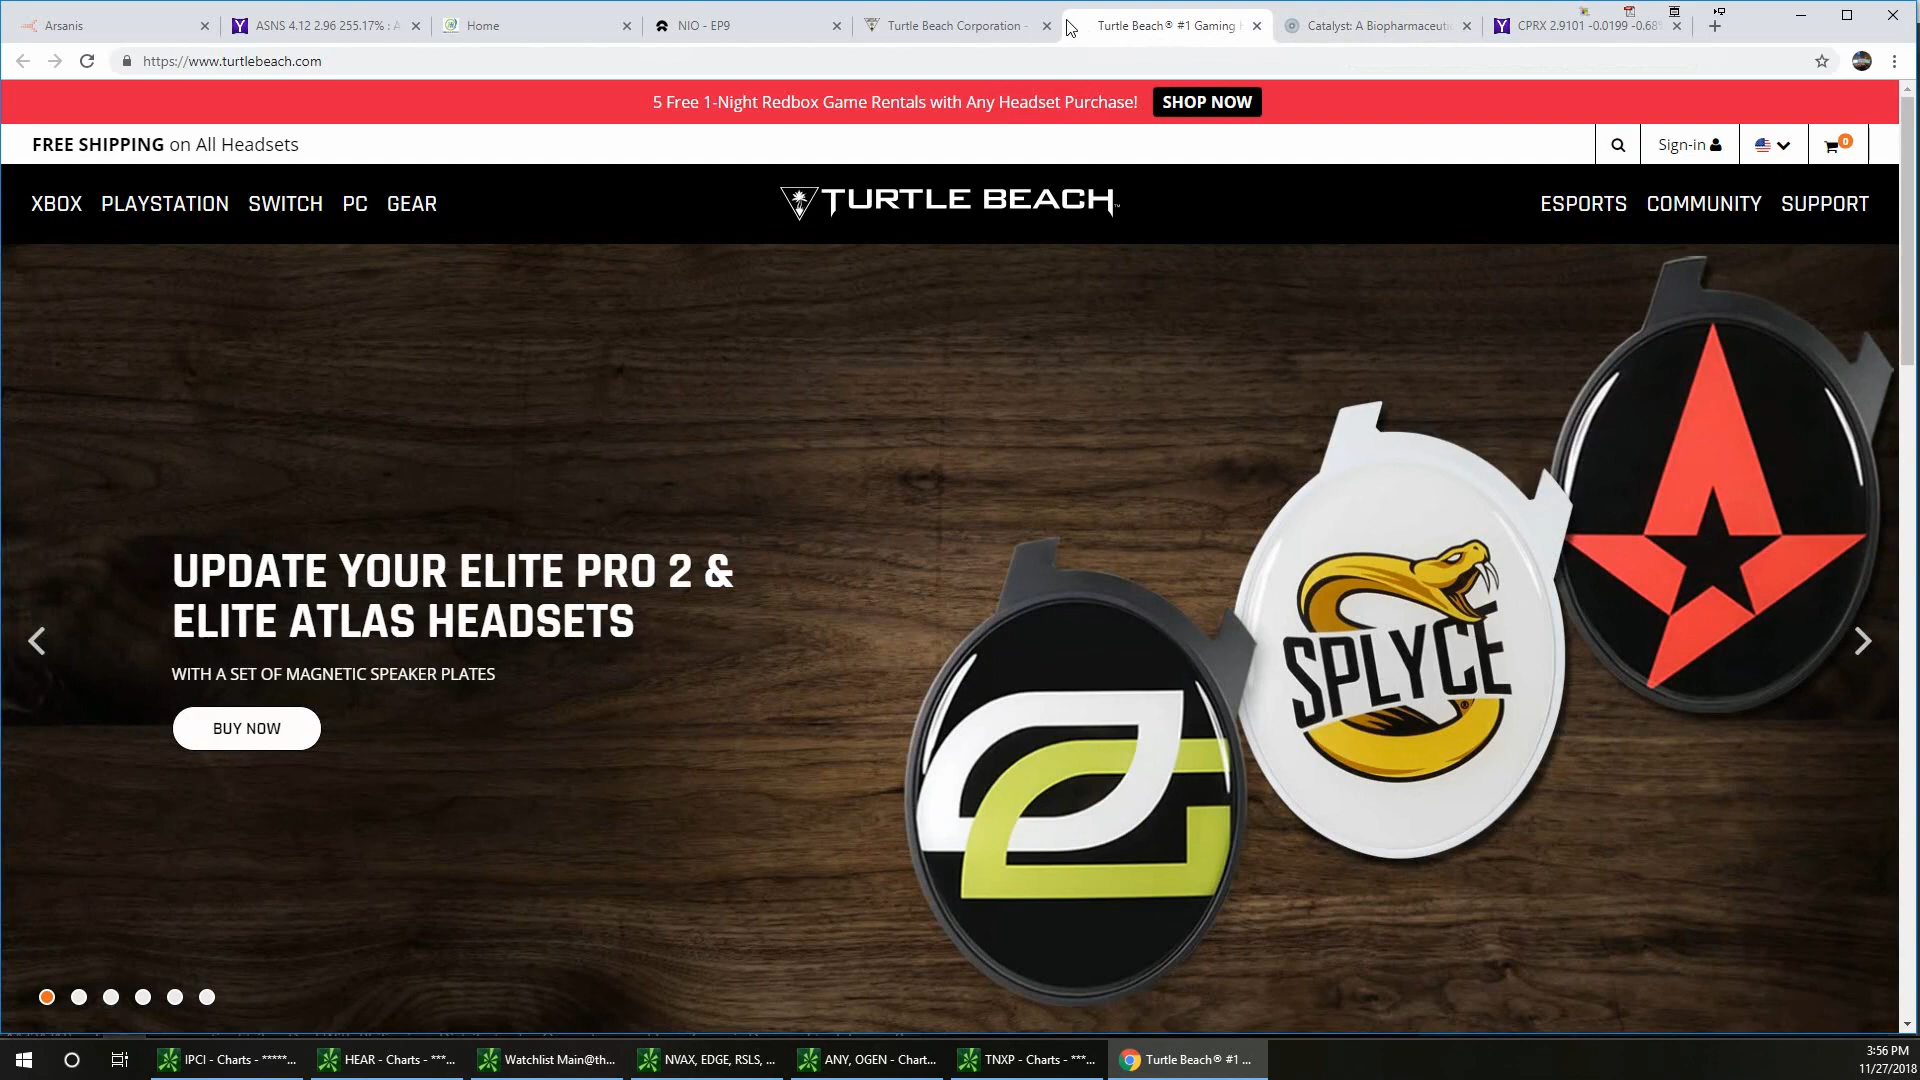 Arsanis
ASNS 4.12 2.96 255.17% : A
Home
NIO - EP9
Turtle Beach Corporation -
Turtle Beach® #1 Gaming
Catalyst: A Biopharmaceuti
CPRX 2.9101 -0.0199 -0.68%
https://www.turtlebeach.com
5 Free 1-Night Redbox Game Rentals with Any Headset Purchase!
SHOP NOW
FREE SHIPPING on All Headsets
Sign-in
0
XBOX PLAYSTATION SWITCH PC GEAR
TURTLE BEACH™
ESPORTS COMMUNITY SUPPORT
UPDATE YOUR ELITE PRO 2 &
ELITE ATLAS HEADSETS
WITH A SET OF MAGNETIC SPEAKER PLATES
BUY NOW
SPLYCE
®
IPCI - Charts - *****...
HEAR - Charts - ***...
Watchlist Main@th...
NVAX, EDGE, RSLS, ...
ANY, OGEN - Chart...
TNXP - Charts - ***...
Turtle Beach® #1 ...
3:56 PM
11/27/2018